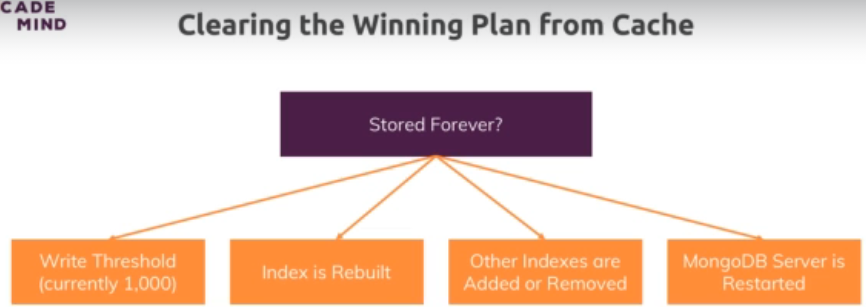 CADE
MIND
Clearing the Winning Plan from Cache
Stored Forever?
Write Threshold
(currently 1,000)
Index is Rebuilt
Other Indexes are
Added or Removed
MongoDB Server is
Restarted